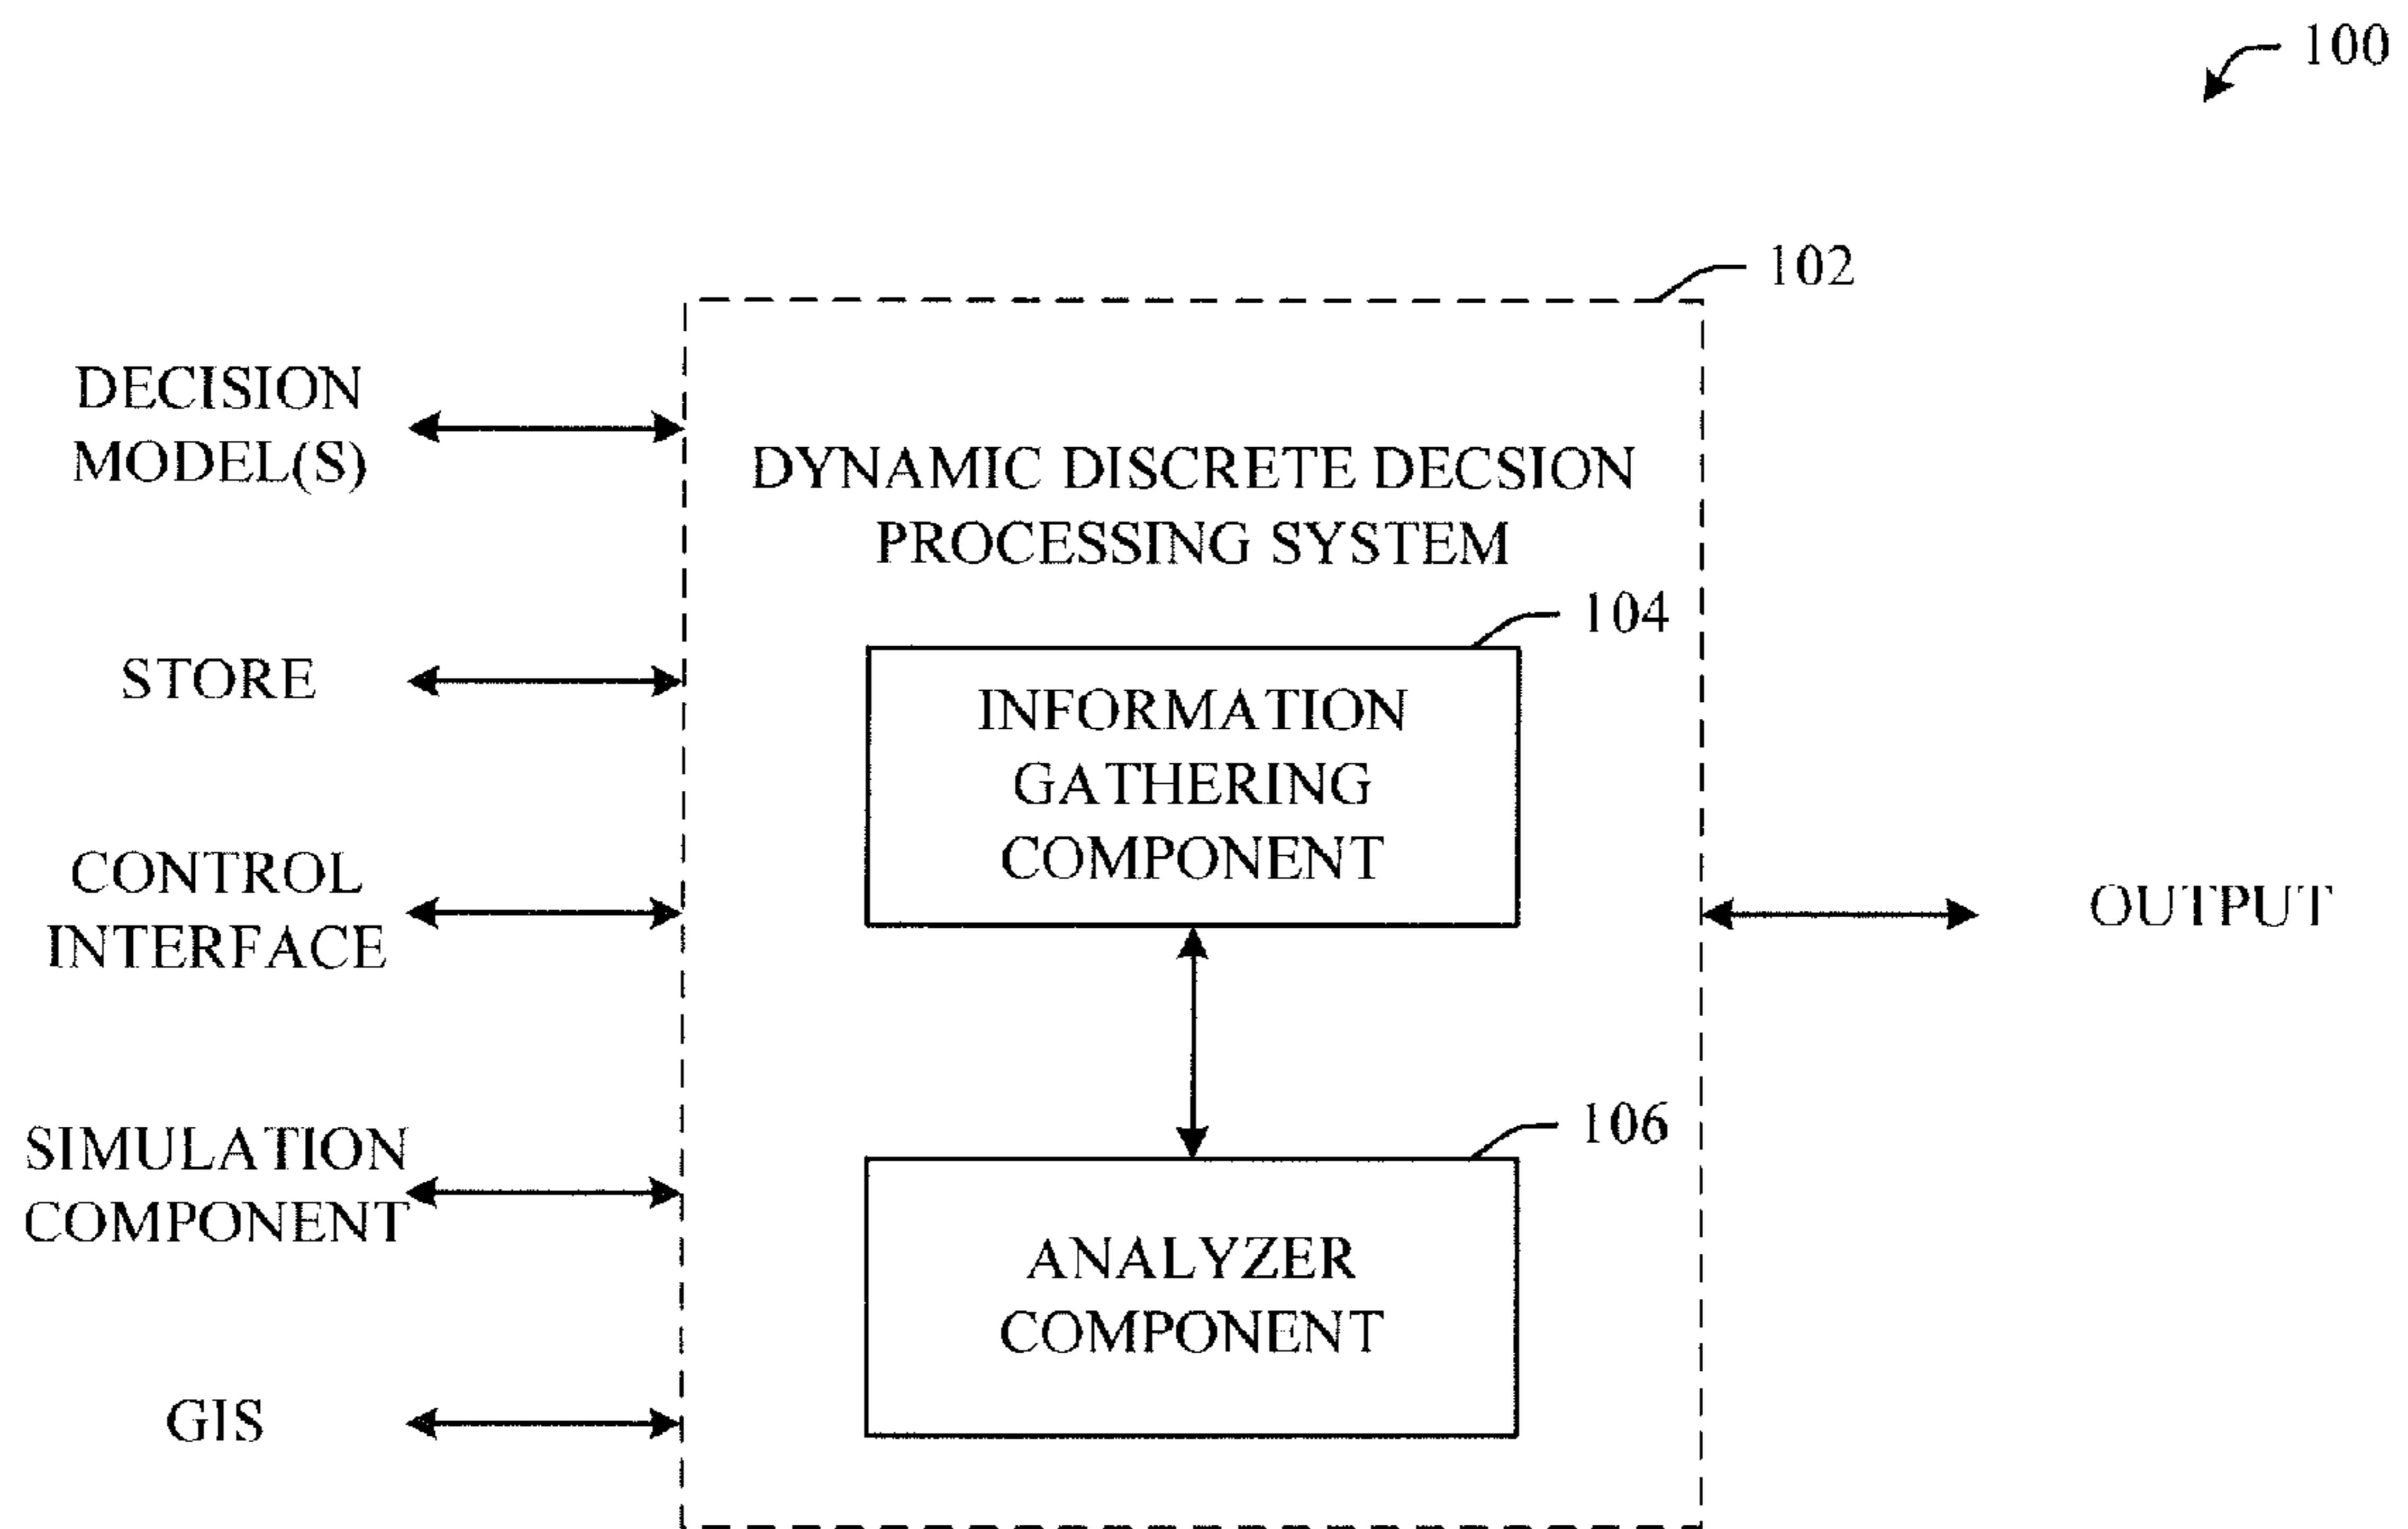 100
102
DECISION
MODEL(S)
DYNAMIC DISCRETE DECSION
PROCESSING SYSTEM
104
STORE
INFORMATION
GATHERING
COMPONENT
CONTROL
INTERFACE
OUTPUT
106
SIMULATION
COMPONENT
ANALYZER
COMPONENT
GIS